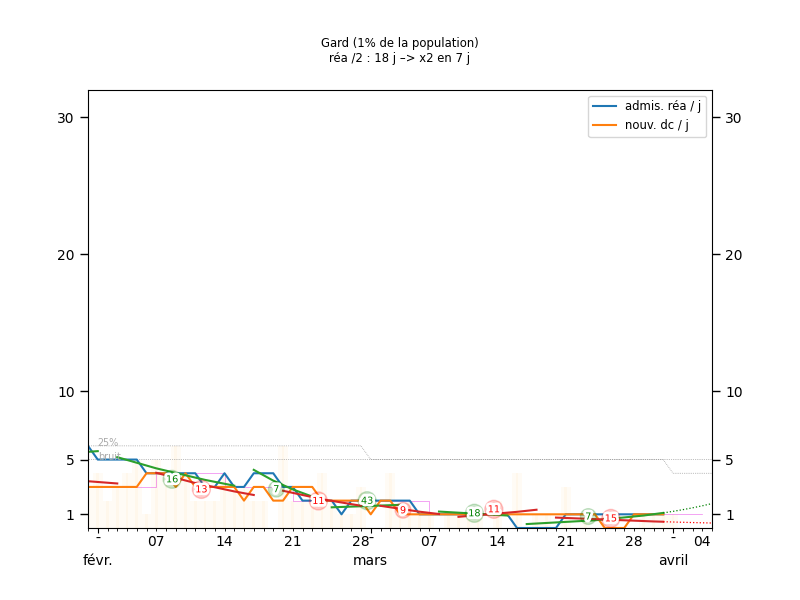 Gard (1% de la population)
réa /2 : 18 j –> x2 en 7 j
admis. réa / j
nouv. dc / j
30 30
20 20
10 10
5 5
1 1
25%
bruit
16
13
7
11
43
9
18
11
7
15
- 07 14 21 28 - 07 14 21 28 - 04
févr. mars avril